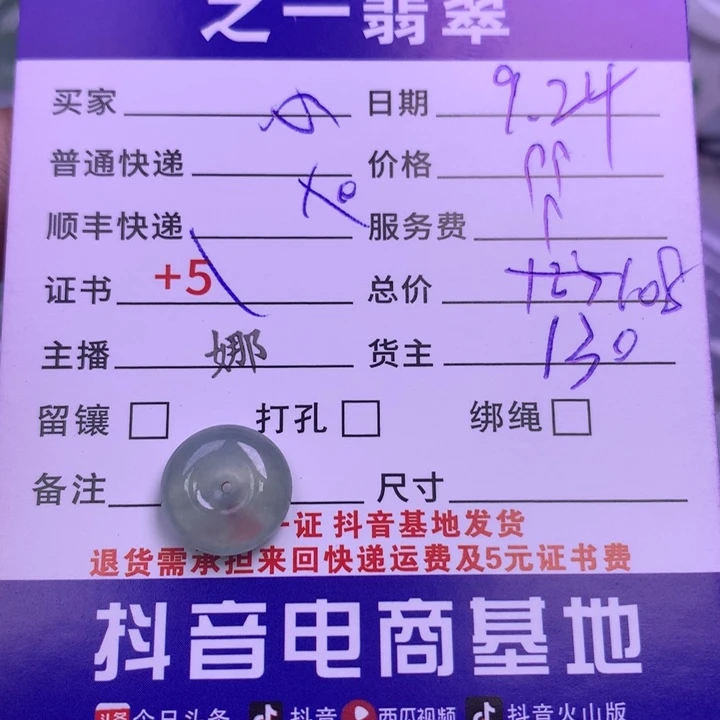 之一翡翠
买家 日期 9.24
普通快递 价格
顺丰快递 服务费
证书 +5 总价
主播 娜 货主 130
留镶 打孔 绑绳
备注 尺寸
一证 抖音基地发货
退货需承担来回快递运费及5元证书费
抖音电商基地
头条 今日头条 抖音 西瓜视频 抖音火山版